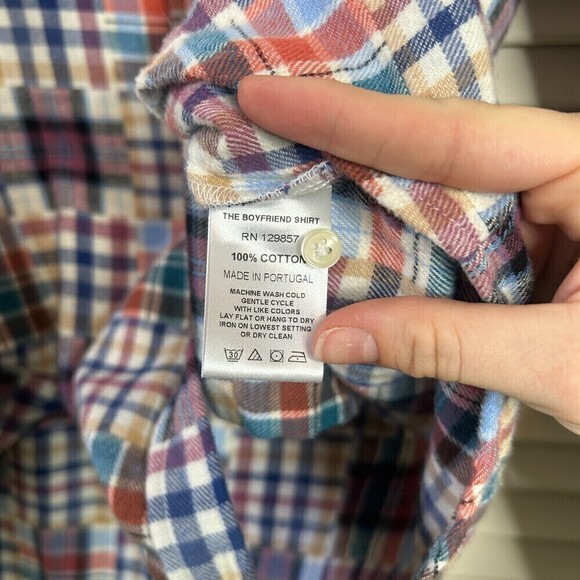 THE BOYFRIEND SHIRT
RN 129857
100% COTTON
MADE IN PORTUGAL
MACHINE WASH COLD
GENTLE CYCLE
WITH LIKE COLORS
LAY FLAT OR HANG TO DRY
IRON ON LOWEST SETTING
OR DRY CLEAN
30